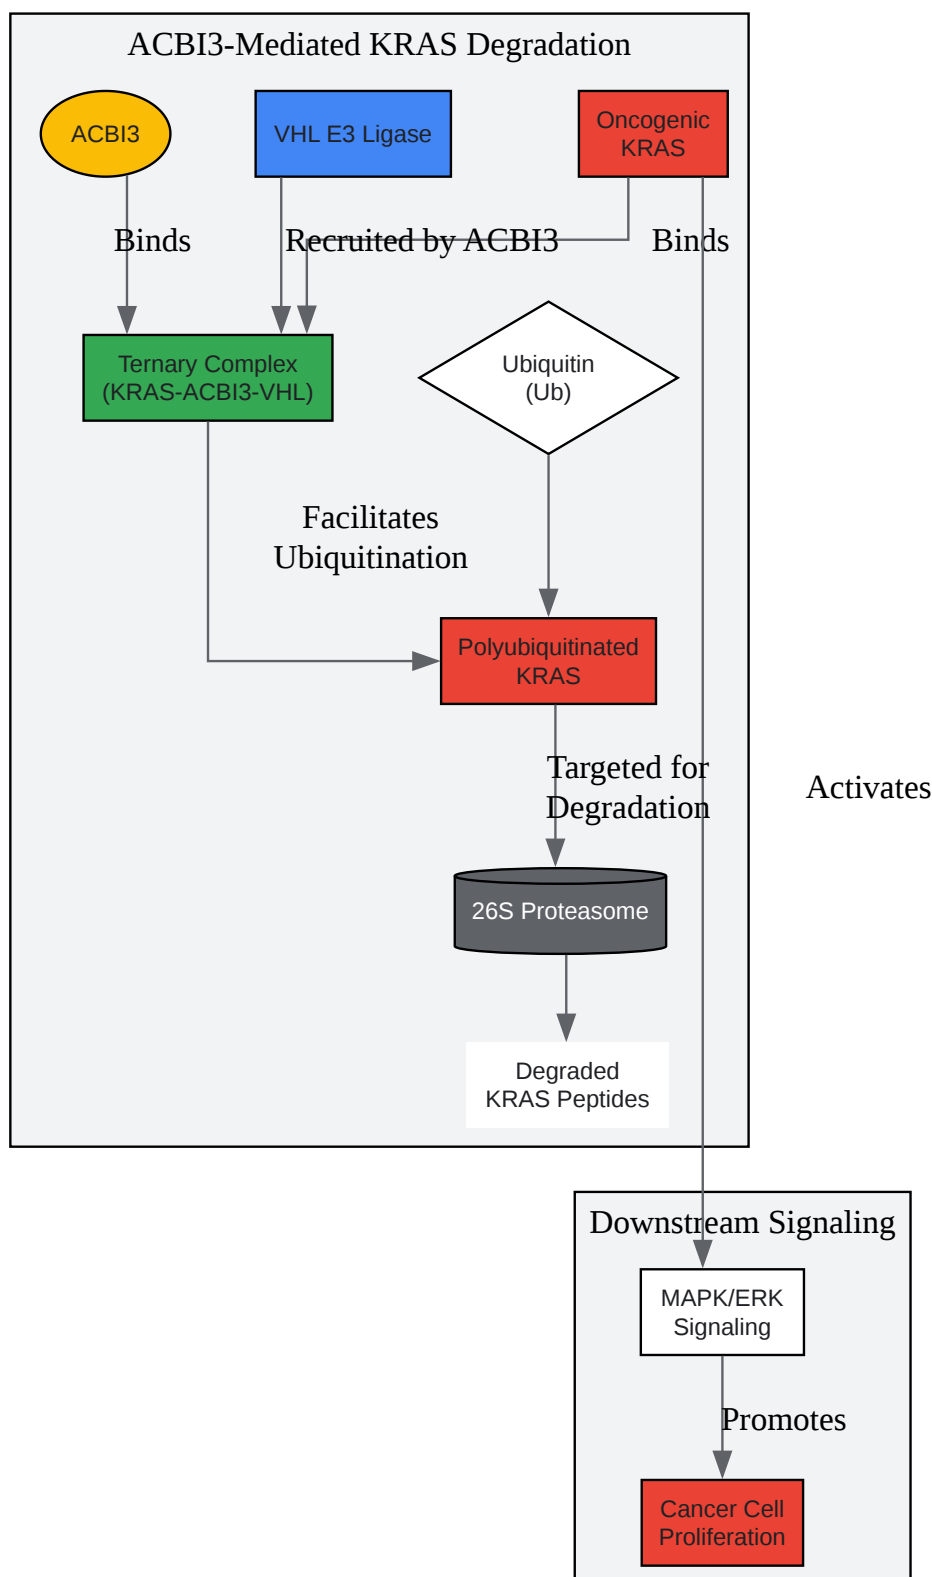 ACBI3-Mediated KRAS Degradation
ACBI3
VHL E3 Ligase
Oncogenic
KRAS
Binds
Recruited by ACBI3
Binds
Ternary Complex
(KRAS-ACBI3-VHL)
Ubiquitin
(Ub)
Facilitates
Ubiquitination
Polyubiquitinated
KRAS
Targeted for
Degradation
Activates
26S Proteasome
Degraded
KRAS Peptides
Downstream Signaling
MAPK/ERK
Signaling
Promotes
Cancer Cell
Proliferation